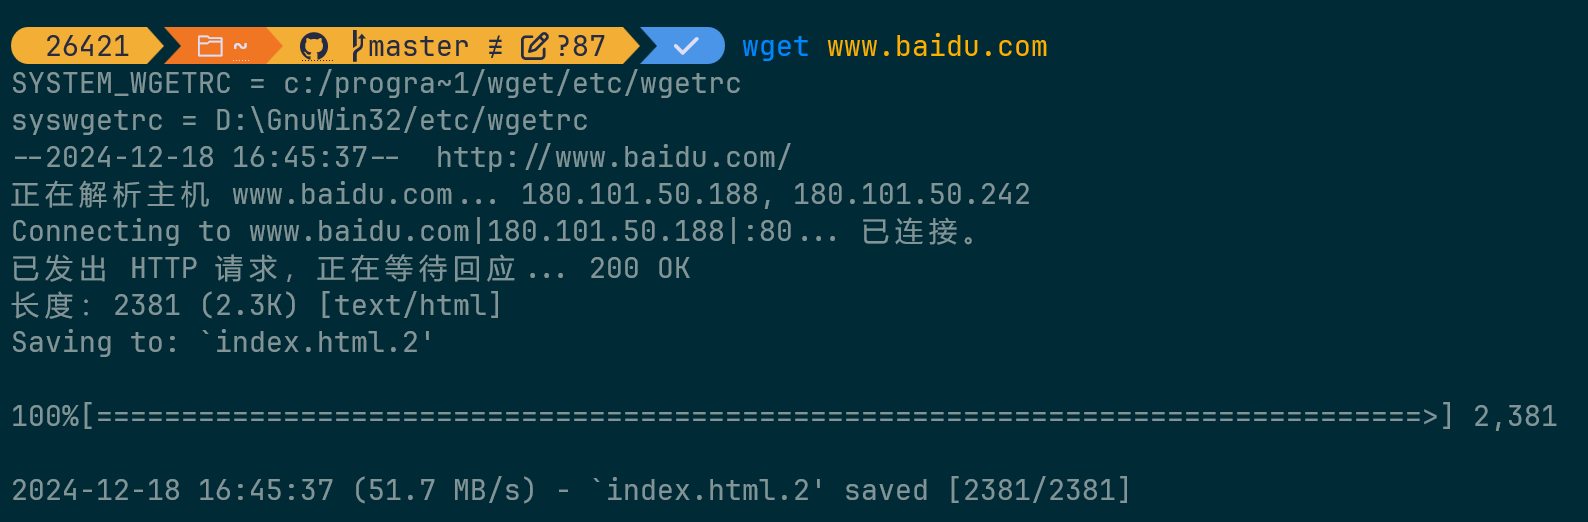 26421 ~ master ≢ ?87 wget www.baidu.com
SYSTEM_WGETRC = c:/progra~1/wget/etc/wgetrc
syswgetrc = D:\GnuWin32/etc/wgetrc
--2024-12-18 16:45:37--  http://www.baidu.com/
正在解析主机 www.baidu.com... 180.101.50.188, 180.101.50.242
Connecting to www.baidu.com|180.101.50.188|:80... 已连接。
已发出 HTTP 请求，正在等待回应... 200 OK
长度：2381 (2.3K) [text/html]
Saving to: `index.html.2'
100%[==============================================================================>] 2,381
2024-12-18 16:45:37 (51.7 MB/s) - `index.html.2' saved [2381/2381]